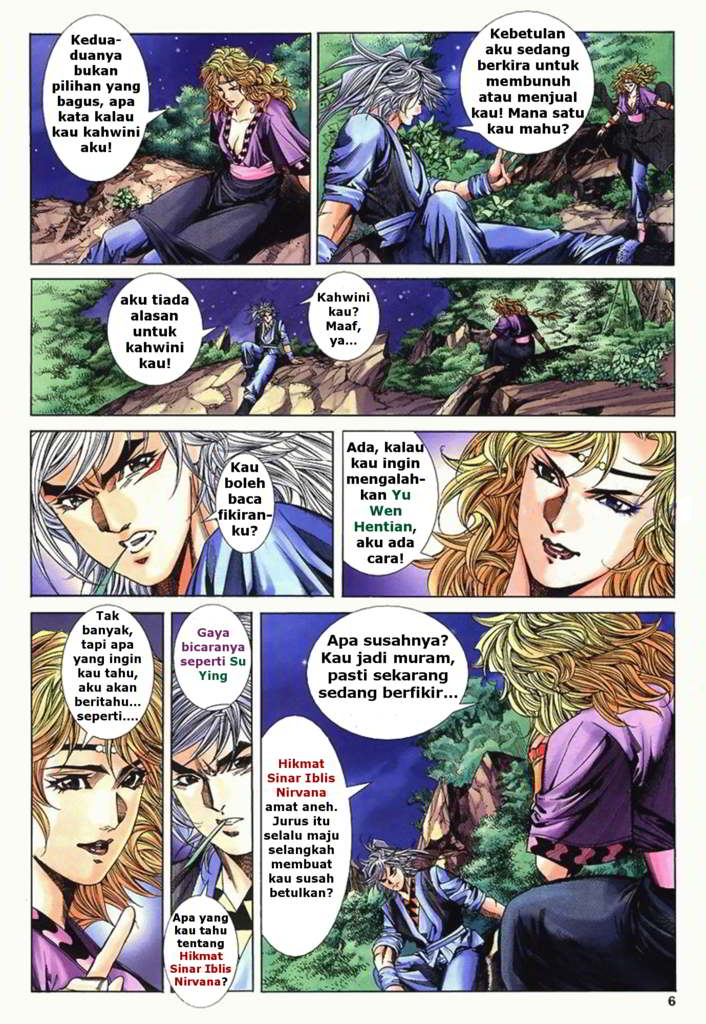 Kedua-
duanya
bukan
pilihan yang
bagus, apa
kata kalau
kau kahwini
aku!
Kebetulan
aku sedang
berkira untuk
membunuh
atau menjual
kau! Mana satu
kau mahu?
aku tiada
alasan
untuk
kahwini
kau!
Kahwini
kau?
Maaf,
ya...
Kau
boleh
baca
fikiran-
ku?
Ada, kalau
kau ingin
mengalah-
kan Yu
Wen
Hentian,
aku ada
cara!
Tak
banyak,
tapi apa
yang ingin
kau tahu,
aku akan
beritahu...
seperti....
Gaya
bicaranya
seperti Su
Ying
Apa yang
kau tahu
tentang
Hikmat
Sinar Iblis
Nirvana?
Apa susahnya?
Kau jadi muram,
pasti sekarang
sedang berfikir...
Hikmat
Sinar Iblis
Nirvana
amat aneh.
Jurus itu
selalu maju
selangkah
membuat
kau susah
betulkan?
6